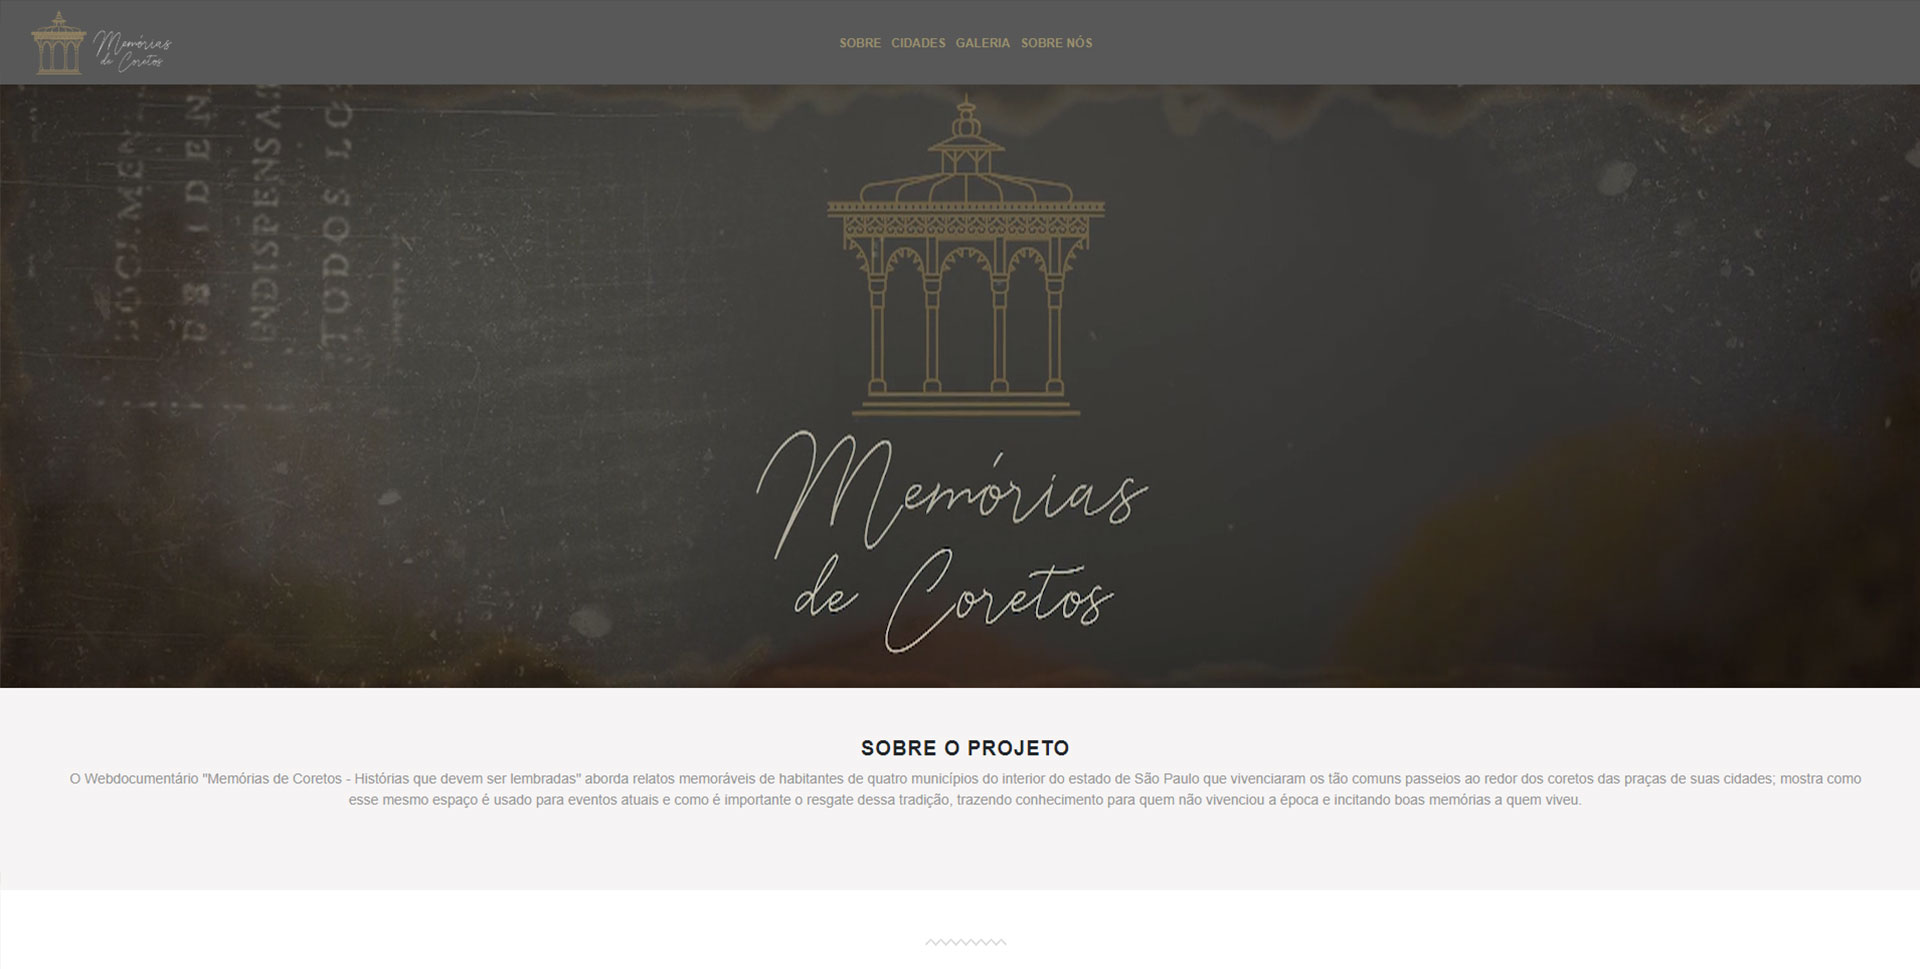 Memórias
de Coretos
SOBRE CIDADES GALERIA SOBRE NÓS
INDISPENSA
TODOS LO
Memórias
de Coretos
SOBRE O PROJETO
O Webdocumentário "Memórias de Coretos - Histórias que devem ser lembradas" aborda relatos memoráveis de habitantes de quatro municípios do interior do estado de São Paulo que vivenciaram os tão comuns passeios ao redor dos coretos das praças de suas cidades; mostra como
esse mesmo espaço é usado para eventos atuais e como é importante o resgate dessa tradição, trazendo conhecimento para quem não vivenciou a época e incitando boas memórias a quem viveu.